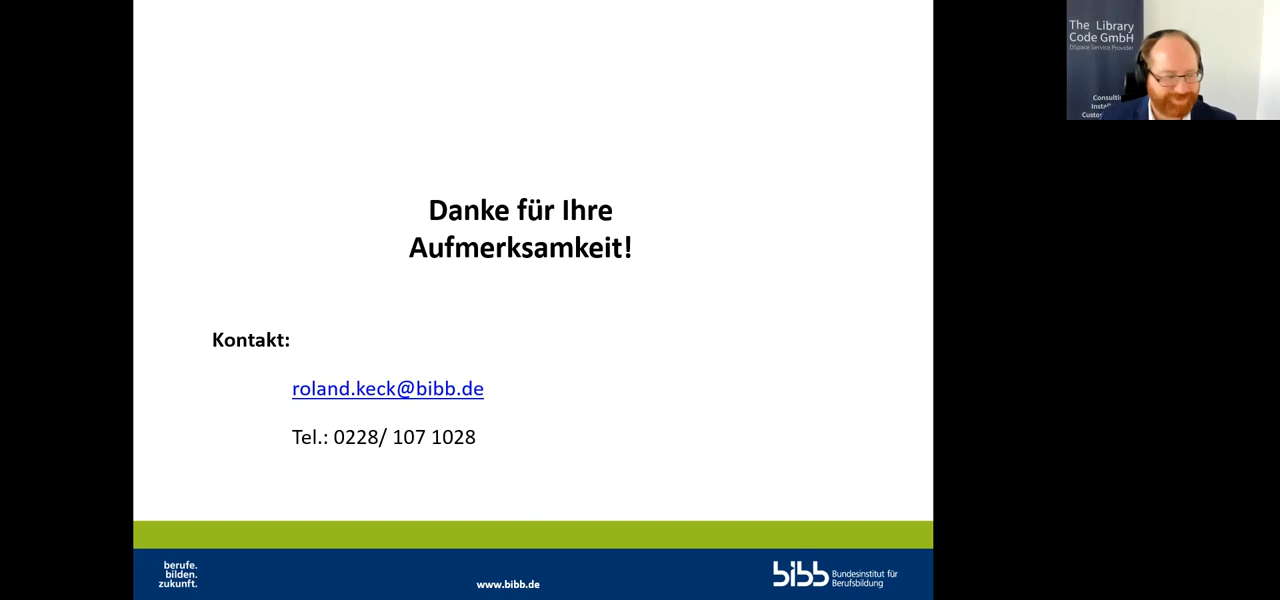 Danke für Ihre
Aufmerksamkeit!
Kontakt:
roland.keck@bibb.de
Tel.: 0228/ 107 1028
berufe.
bilden.
zukunft.
www.bibb.de
bibb Bundesinstitut für
Berufsbildung
The Library
Code GmbH
DSpace Service Provider